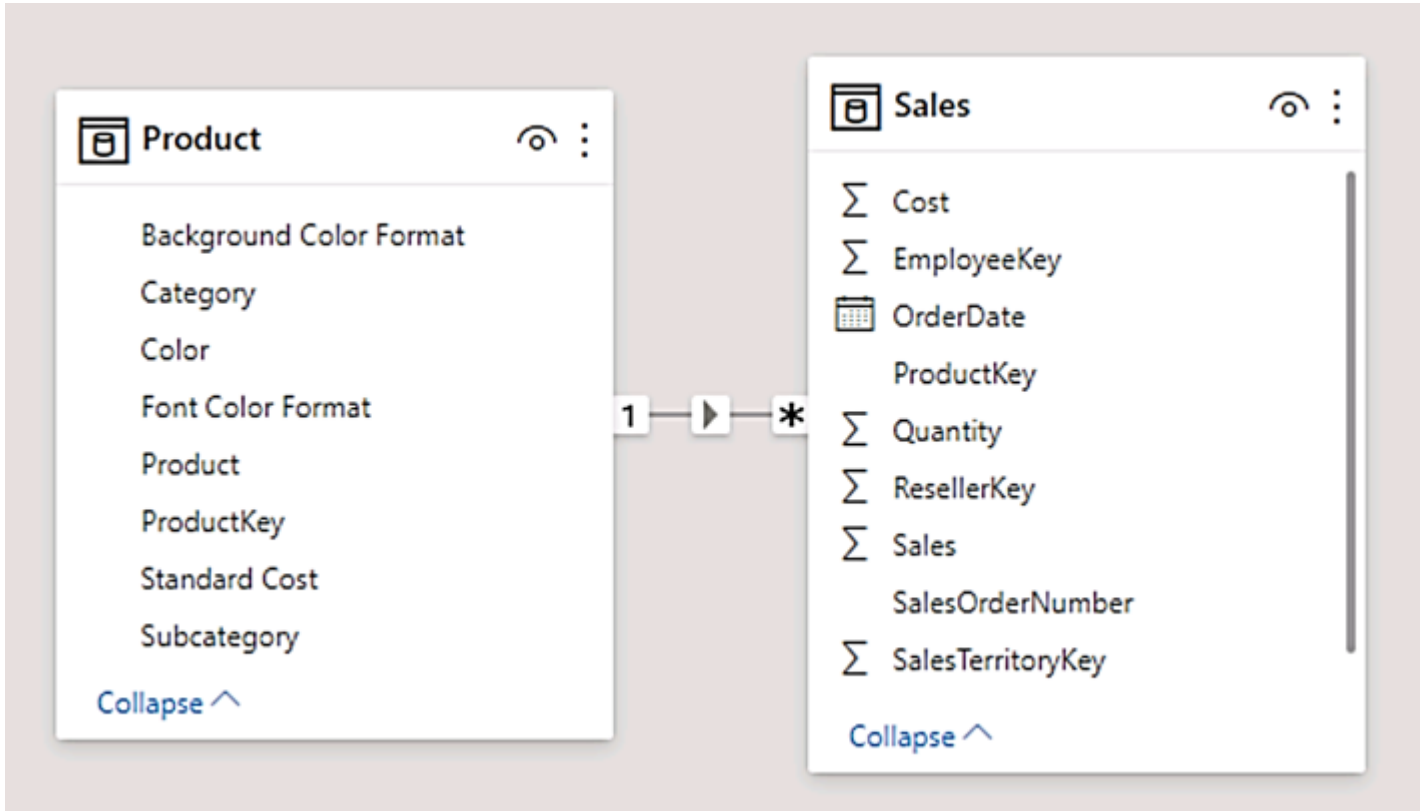 Product
Background Color Format
Category
Color
Font Color Format
Product
ProductKey
Standard Cost
Subcategory
Collapse
1
*
Sales
Σ Cost
Σ EmployeeKey
OrderDate
ProductKey
Σ Quantity
Σ ResellerKey
Σ Sales
SalesOrderNumber
Σ SalesTerritoryKey
Collapse